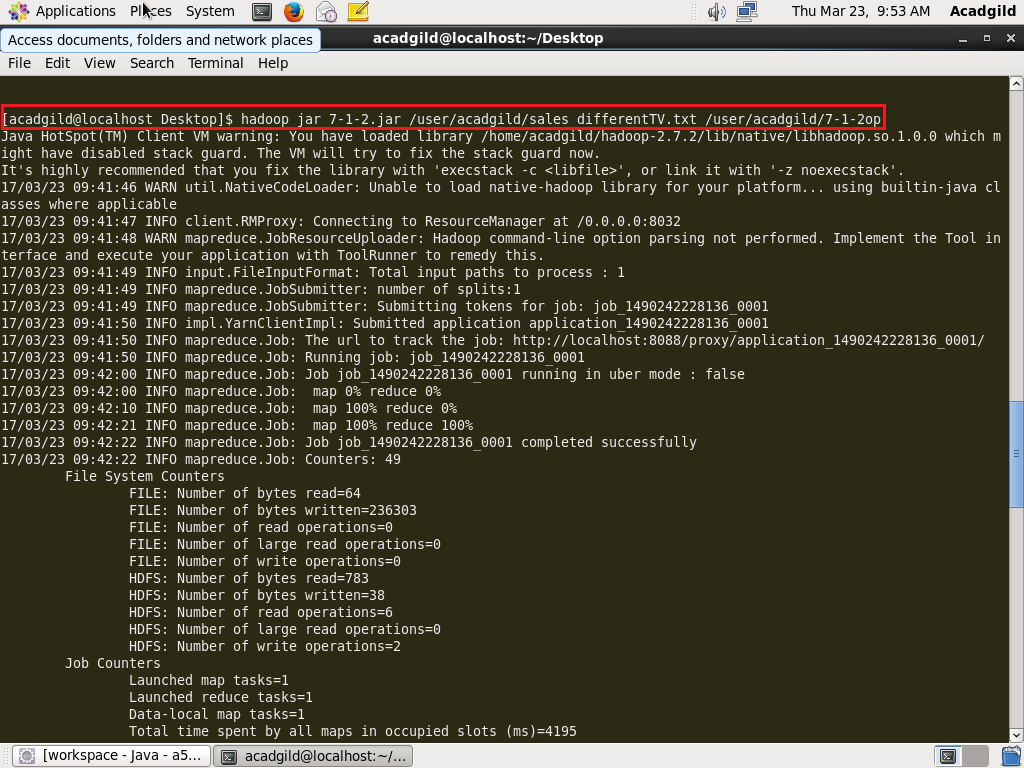 Applications Places System Thu Mar 23, 9:53 AM Acadgild
Access documents, folders and network places
acadgild@localhost:~/Desktop
File Edit View Search Terminal Help
[acadgild@localhost Desktop]$ hadoop jar 7-1-2.jar /user/acadgild/sales differentTV.txt /user/acadgild/7-1-2op
Java HotSpot(TM) Client VM warning: You have loaded library /home/acadgild/hadoop-2.7.2/lib/native/libhadoop.so.1.0.0 which m
ight have disabled stack guard. The VM will try to fix the stack guard now.
It's highly recommended that you fix the library with 'execstack -c <libfile>', or link it with '-z noexecstack'.
17/03/23 09:41:46 WARN util.NativeCodeLoader: Unable to load native-hadoop library for your platform... using builtin-java cl
asses where applicable
17/03/23 09:41:47 INFO client.RMProxy: Connecting to ResourceManager at /0.0.0.0:8032
17/03/23 09:41:48 WARN mapreduce.JobResourceUploader: Hadoop command-line option parsing not performed. Implement the Tool in
terface and execute your application with ToolRunner to remedy this.
17/03/23 09:41:49 INFO input.FileInputFormat: Total input paths to process : 1
17/03/23 09:41:49 INFO mapreduce.JobSubmitter: number of splits:1
17/03/23 09:41:49 INFO mapreduce.JobSubmitter: Submitting tokens for job: job_1490242228136_0001
17/03/23 09:41:50 INFO impl.YarnClientImpl: Submitted application application_1490242228136_0001
17/03/23 09:41:50 INFO mapreduce.Job: The url to track the job: http://localhost:8088/proxy/application_1490242228136_0001/
17/03/23 09:41:50 INFO mapreduce.Job: Running job: job_1490242228136_0001
17/03/23 09:42:00 INFO mapreduce.Job: Job job_1490242228136_0001 running in uber mode : false
17/03/23 09:42:00 INFO mapreduce.Job:  map 0% reduce 0%
17/03/23 09:42:10 INFO mapreduce.Job:  map 100% reduce 0%
17/03/23 09:42:21 INFO mapreduce.Job:  map 100% reduce 100%
17/03/23 09:42:22 INFO mapreduce.Job: Job job_1490242228136_0001 completed successfully
17/03/23 09:42:22 INFO mapreduce.Job: Counters: 49
File System Counters
FILE: Number of bytes read=64
FILE: Number of bytes written=236303
FILE: Number of read operations=0
FILE: Number of large read operations=0
FILE: Number of write operations=0
HDFS: Number of bytes read=783
HDFS: Number of bytes written=38
HDFS: Number of read operations=6
HDFS: Number of large read operations=0
HDFS: Number of write operations=2
Job Counters
Launched map tasks=1
Launched reduce tasks=1
Data-local map tasks=1
Total time spent by all maps in occupied slots (ms)=4195
[workspace - Java - a5... acadgild@localhost:~/...